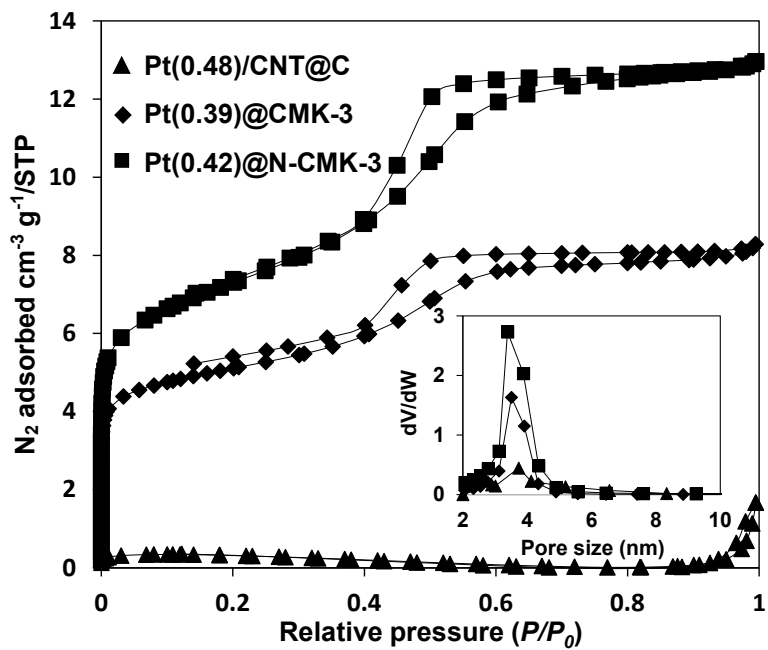 14
12
10
8
6
4
2
0
N₂ adsorbed cm⁻³ g⁻¹/STP
Pt(0.48)/CNT@C
Pt(0.39)@CMK-3
Pt(0.42)@N-CMK-3
3
2
1
0
dV/dW
2 4 6 8 10
Pore size (nm)
0 0.2 0.4 0.6 0.8 1
Relative pressure (P/P₀)